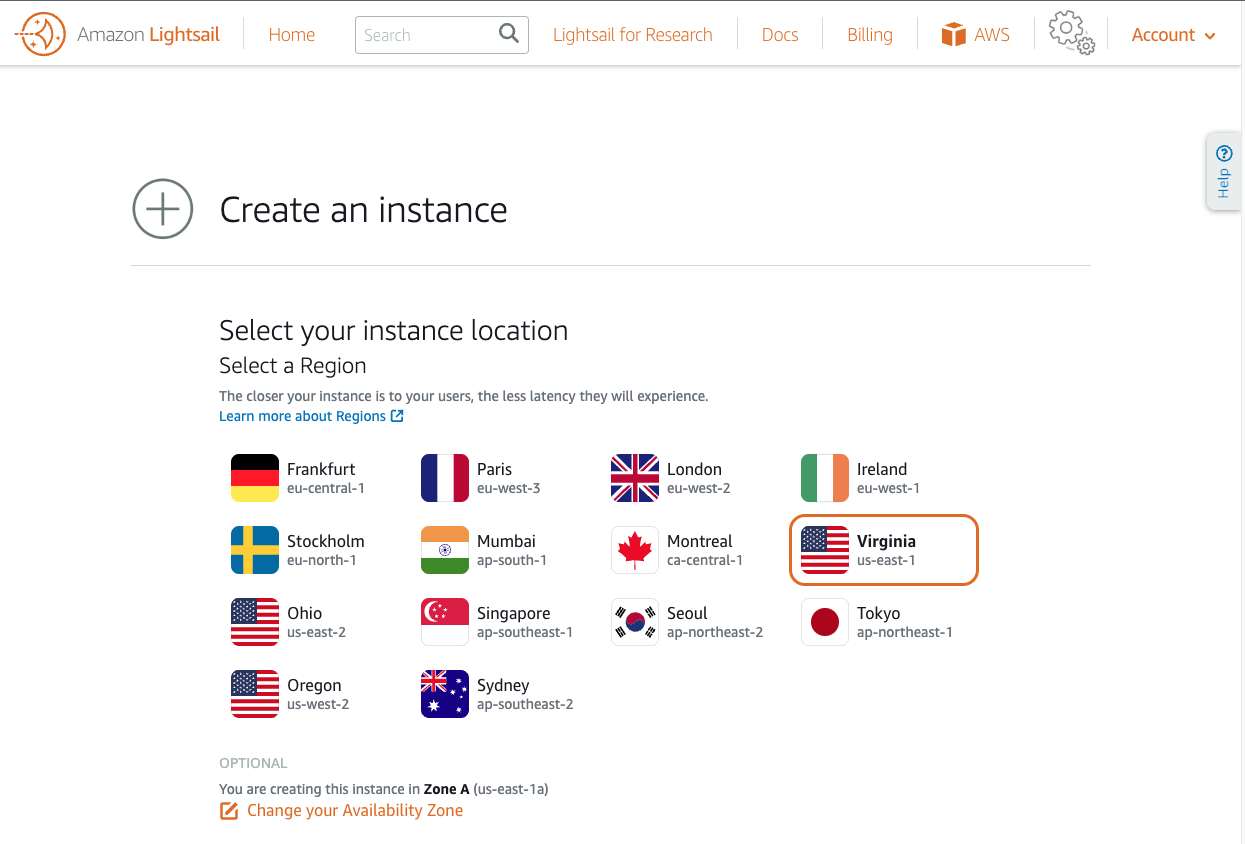 Amazon Lightsail Home Search Lightsail for Research Docs Billing AWS Account
Help
Create an instance
Select your instance location
Select a Region
The closer your instance is to your users, the less latency they will experience.
Learn more about Regions
Frankfurt Paris London Ireland
eu-central-1 eu-west-3 eu-west-2 eu-west-1
Stockholm Mumbai Montreal Virginia
eu-north-1 ap-south-1 ca-central-1 us-east-1
Ohio Singapore Seoul Tokyo
us-east-2 ap-southeast-1 ap-northeast-2 ap-northeast-1
Oregon Sydney
us-west-2 ap-southeast-2
OPTIONAL
You are creating this instance in Zone A (us-east-1a)
Change your Availability Zone